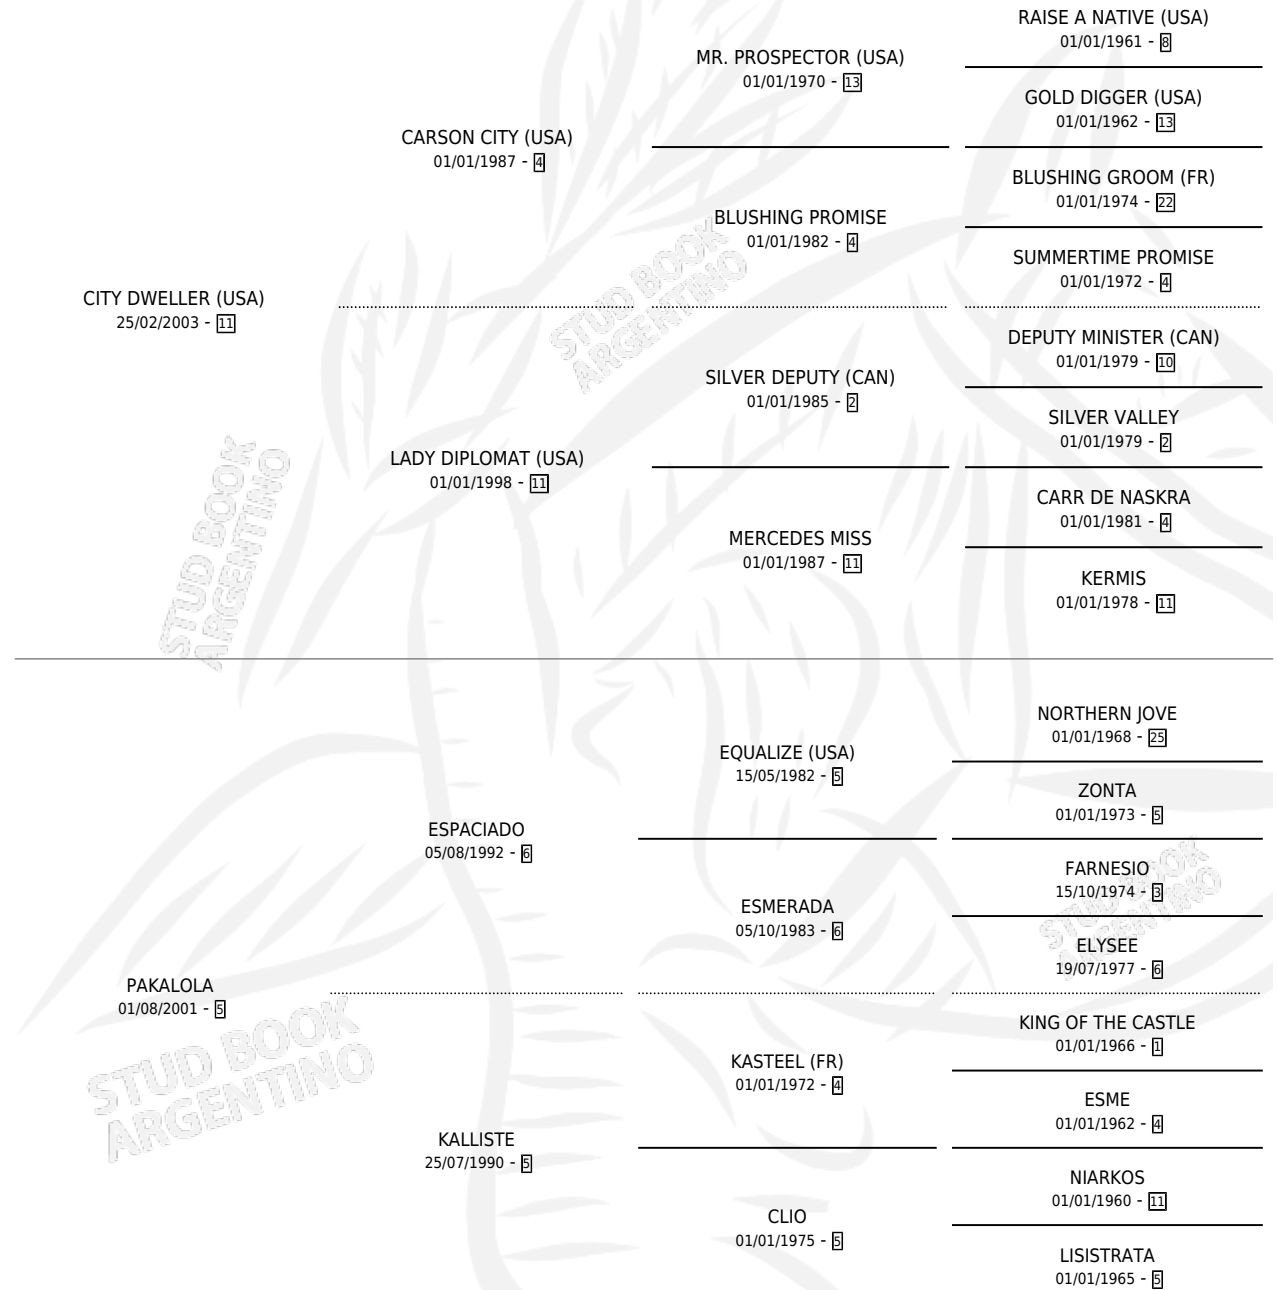 RAISE A NATIVE (USA)
01/01/1961 - 8
MR. PROSPECTOR (USA)
01/01/1970 - 13
GOLD DIGGER (USA)
01/01/1962 - 13
CARSON CITY (USA)
01/01/1987 - 4
BLUSHING GROOM (FR)
01/01/1974 - 22
BLUSHING PROMISE
01/01/1982 - 4
SUMMERTIME PROMISE
01/01/1972 - 4
CITY DWELLER (USA)
25/02/2003 - 11
STUD BOOK
ARGENTINO
DEPUTY MINISTER (CAN)
01/01/1979 - 10
SILVER DEPUTY (CAN)
01/01/1985 - 2
SILVER VALLEY
01/01/1979 - 2
LADY DIPLOMAT (USA)
01/01/1998 - 11
CARR DE NASKRA
01/01/1981 - 4
MERCEDES MISS
01/01/1987 - 11
KERMIS
01/01/1978 - 11
STUD BOOK
ARGENTINO
NORTHERN JOVE
01/01/1968 - 25
EQUALIZE (USA)
15/05/1982 - 5
ZONTA
01/01/1973 - 5
ESPACIADO
05/08/1992 - 6
FARNESIO
15/10/1974 - 3
ESMERADA
05/10/1983 - 6
STUD BOOK
ARGENTINO
ELYSEE
19/07/1977 - 6
PAKALOLA
01/08/2001 - 5
KING OF THE CASTLE
01/01/1966 - 1
KASTEEL (FR)
01/01/1972 - 4
STUD BOOK
ARGENTINO
ESME
01/01/1962 - 4
KALLISTE
25/07/1990 - 5
NIARKOS
01/01/1960 - 11
CLIO
01/01/1975 - 5
LISISTRATA
01/01/1965 - 5